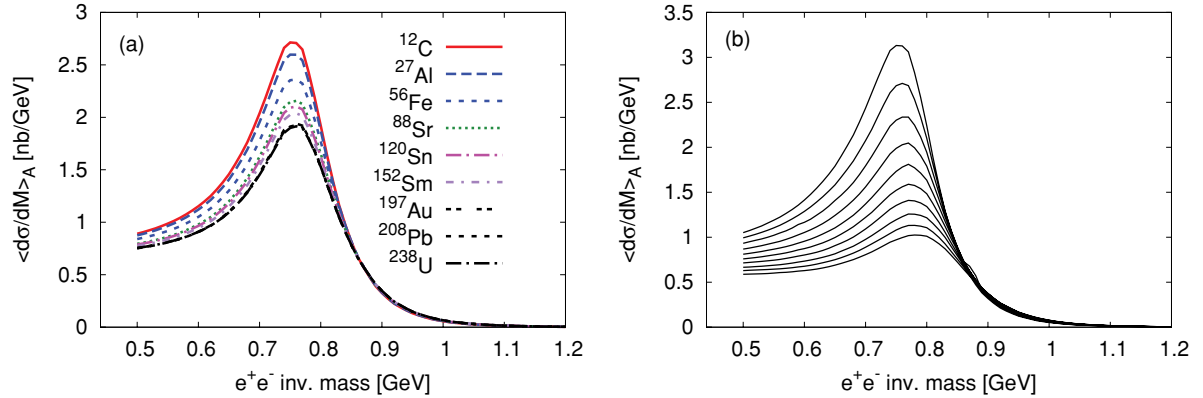 (a)
<dσ/dM>_A [nb/GeV]
3
2.5
2
1.5
1
0.5
0
¹²C
²⁷Al
⁵⁶Fe
⁸⁸Sr
¹²⁰Sn
¹⁵²Sm
¹⁹⁷Au
²⁰⁸Pb
²³⁸U
0.5 0.6 0.7 0.8 0.9 1 1.1 1.2
e⁺e⁻ inv. mass [GeV]
(b)
<dσ/dM>_A [nb/GeV]
3.5
3
2.5
2
1.5
1
0.5
0
0.5 0.6 0.7 0.8 0.9 1 1.1 1.2
e⁺e⁻ inv. mass [GeV]